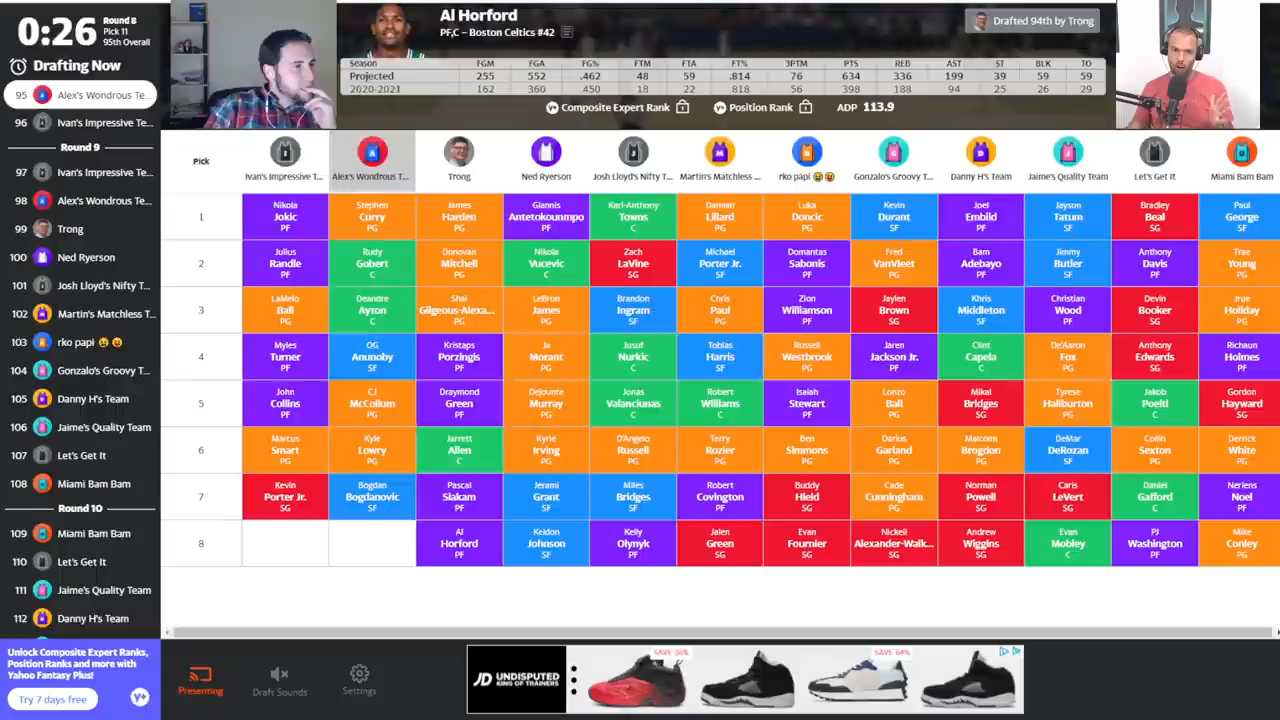 0:26
Round 8
Pick 11
95th Overall
Drafting Now
95 Alex's Wondrous Te...
96 Ivan's Impressive Te...
Round 9
97 Ivan's Impressive Te...
98 Alex's Wondrous Te...
99 Trong
100 Ned Ryerson
101 Josh Lloyd's Nifty T...
102 Martin's Matchless T...
103 rko papi
104 Gonzalo's Groovy T...
105 Danny H's Team
106 Jaime's Quality Team
107 Let's Get It
108 Miami Bam Bam
Round 10
109 Miami Bam Bam
110 Let's Get It
111 Jaime's Quality Team
112 Danny H's Team
Unlock Composite Expert Ranks,
Position Ranks and more with
Yahoo Fantasy Plus!
Try 7 days free
Y+
Al Horford
PF,C – Boston Celtics #42
Drafted 94th by Trong
Season FGM FGA FG% FTM FTA FT% 3PTM PTS REB AST ST BLK TO
Projected 255 552 .462 48 59 .814 76 634 336 199 39 59 59
2020-2021 162 360 .450 18 22 .818 56 398 188 94 25 26 29
Y+ Composite Expert Rank Y+ Position Rank ADP 113.9
Pick Ivan's Impressive T... Alex's Wondrous T... Trong Ned Ryerson Josh Lloyd's Nifty T... Martin's Matchless ... rko papi Gonzalo's Groovy T... Danny H's Team Jaime's Quality Team Let's Get It Miami Bam Bam
Nikola Stephen James Giannis Karl-Anthony Damian Luka Kevin Joel Jayson Bradley Paul
1 Jokic Curry Harden Antetokounmpo Towns Lillard Doncic Durant Embiid Tatum Beal George
PF PG PG PF C PG PG SF PF SF SG SF
Julius Rudy Donovan Nikola Zach Michael Domantas Fred Bam Jimmy Anthony Trae
2 Randle Gobert Mitchell Vucevic LaVine Porter Jr. Sabonis VanVleet Adebayo Butler Davis Young
PF C PG C SG SF PF PG PF SF PF PG
LaMelo Deandre Shai LeBron Brandon Chris Zion Jaylen Khris Christian Devin Jrue
3 Ball Ayton Gilgeous-Alexa... James Ingram Paul Williamson Brown Middleton Wood Booker Holiday
PG C PG PG SF PG PF SG SF PF SG PG
Myles OG Kristaps Ja Jusuf Tobias Russell Jaren Clint De'Aaron Anthony Richaun
4 Turner Anunoby Porzingis Morant Nurkic Harris Westbrook Jackson Jr. Capela Fox Edwards Holmes
PF SF PF PG C SF PG PF C PG SG PF
John CJ Draymond Dejounte Jonas Robert Isaiah Lonzo Mikal Tyrese Jakob Gordon
5 Collins McCollum Green Murray Valanciunas Williams Stewart Ball Bridges Haliburton Poeltl Hayward
PF PG PF PG C C PF PG SG PG C SG
Marcus Kyle Jarrett Kyrie D'Angelo Terry Ben Darius Malcolm DeMar Collin Derrick
6 Smart Lowry Allen Irving Russell Rozier Simmons Garland Brogdon DeRozan Sexton White
PG PG C PG PG PG PG PG PG SF PG PG
Kevin Bogdan Pascal Jerami Miles Robert Buddy Cade Norman Caris Daniel Nerlens
7 Porter Jr. Bogdanovic Siakam Grant Bridges Covington Hield Cunningham Powell LeVert Gafford Noel
SG SF PF SF SF PF SG PG SG SG C PF
Al Keldon Kelly Jalen Evan Nickeil Andrew Evan PJ Mike
8 Horford Johnson Olynyk Green Fournier Alexander-Walk... Wiggins Mobley Washington Conley
PF SF PF SG SG SG SG C PF PG
Presenting
Draft Sounds
Settings
JD UNDISPUTED
KING OF TRAINERS
SAVE 36%
SAVE 64%